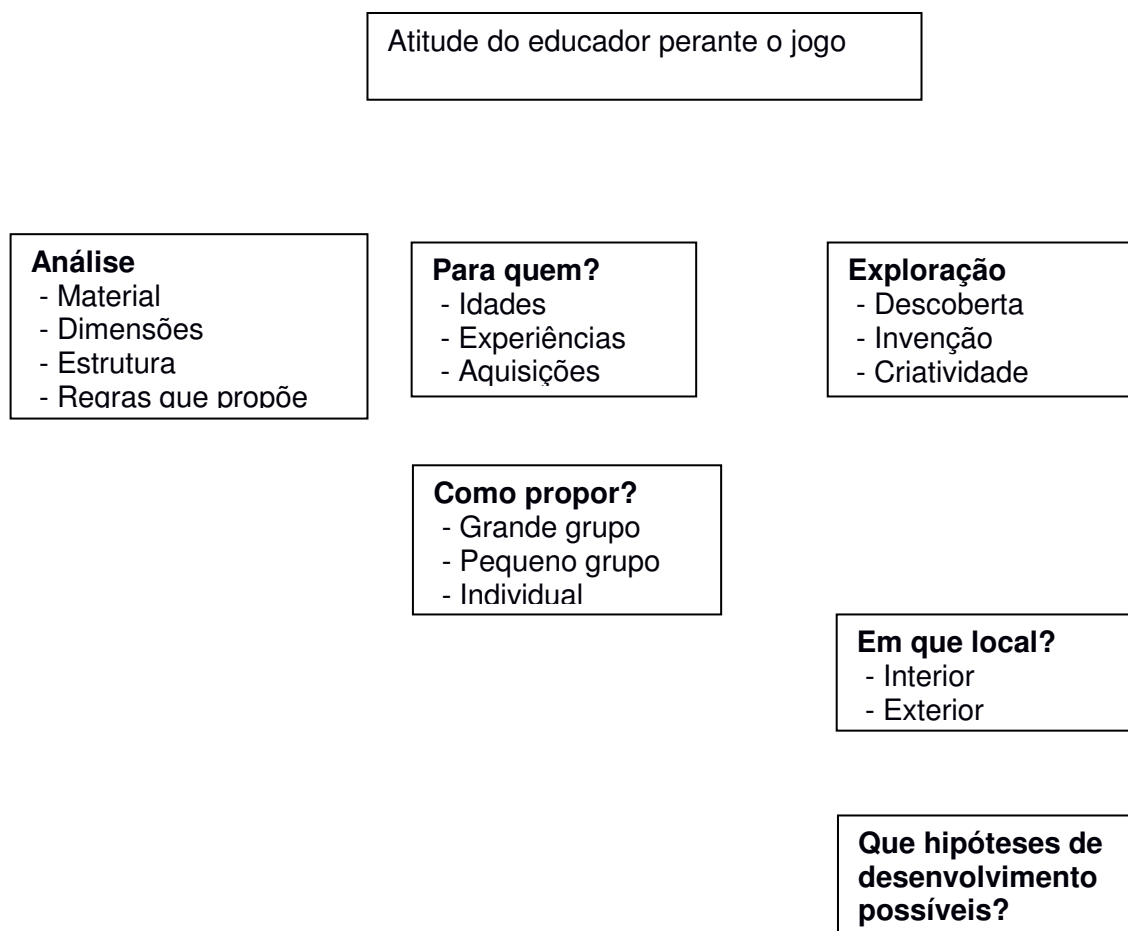 Atitude do educador perante o jogo
Análise
- Material
- Dimensões
- Estrutura
- Regras que propõe
Para quem?
- Idades
- Experiências
- Aquisições
Exploração
- Descoberta
- Invenção
- Criatividade
Como propor?
- Grande grupo
- Pequeno grupo
- Individual
Em que local?
- Interior
- Exterior
Que hipóteses de
desenvolvimento
possíveis?